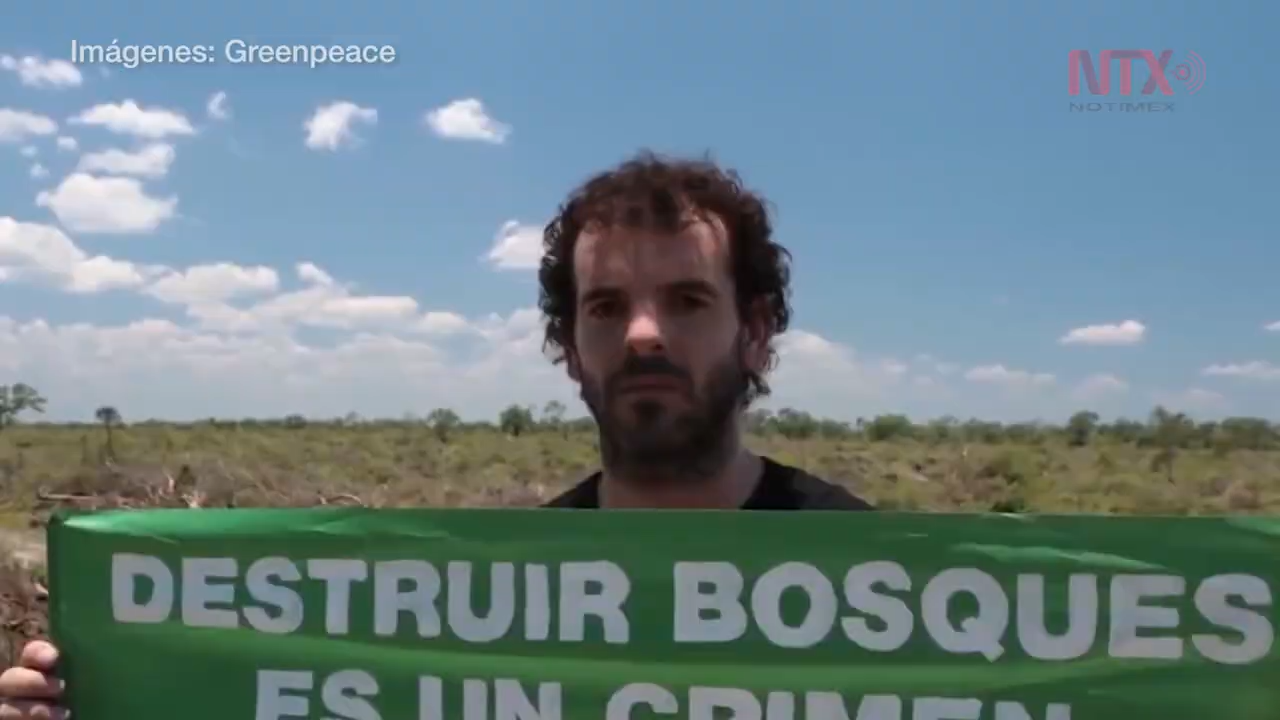 Imágenes: Greenpeace
NTX
NOTIMEX
DESTRUIR BOSQUES
ES UN CRIMEN